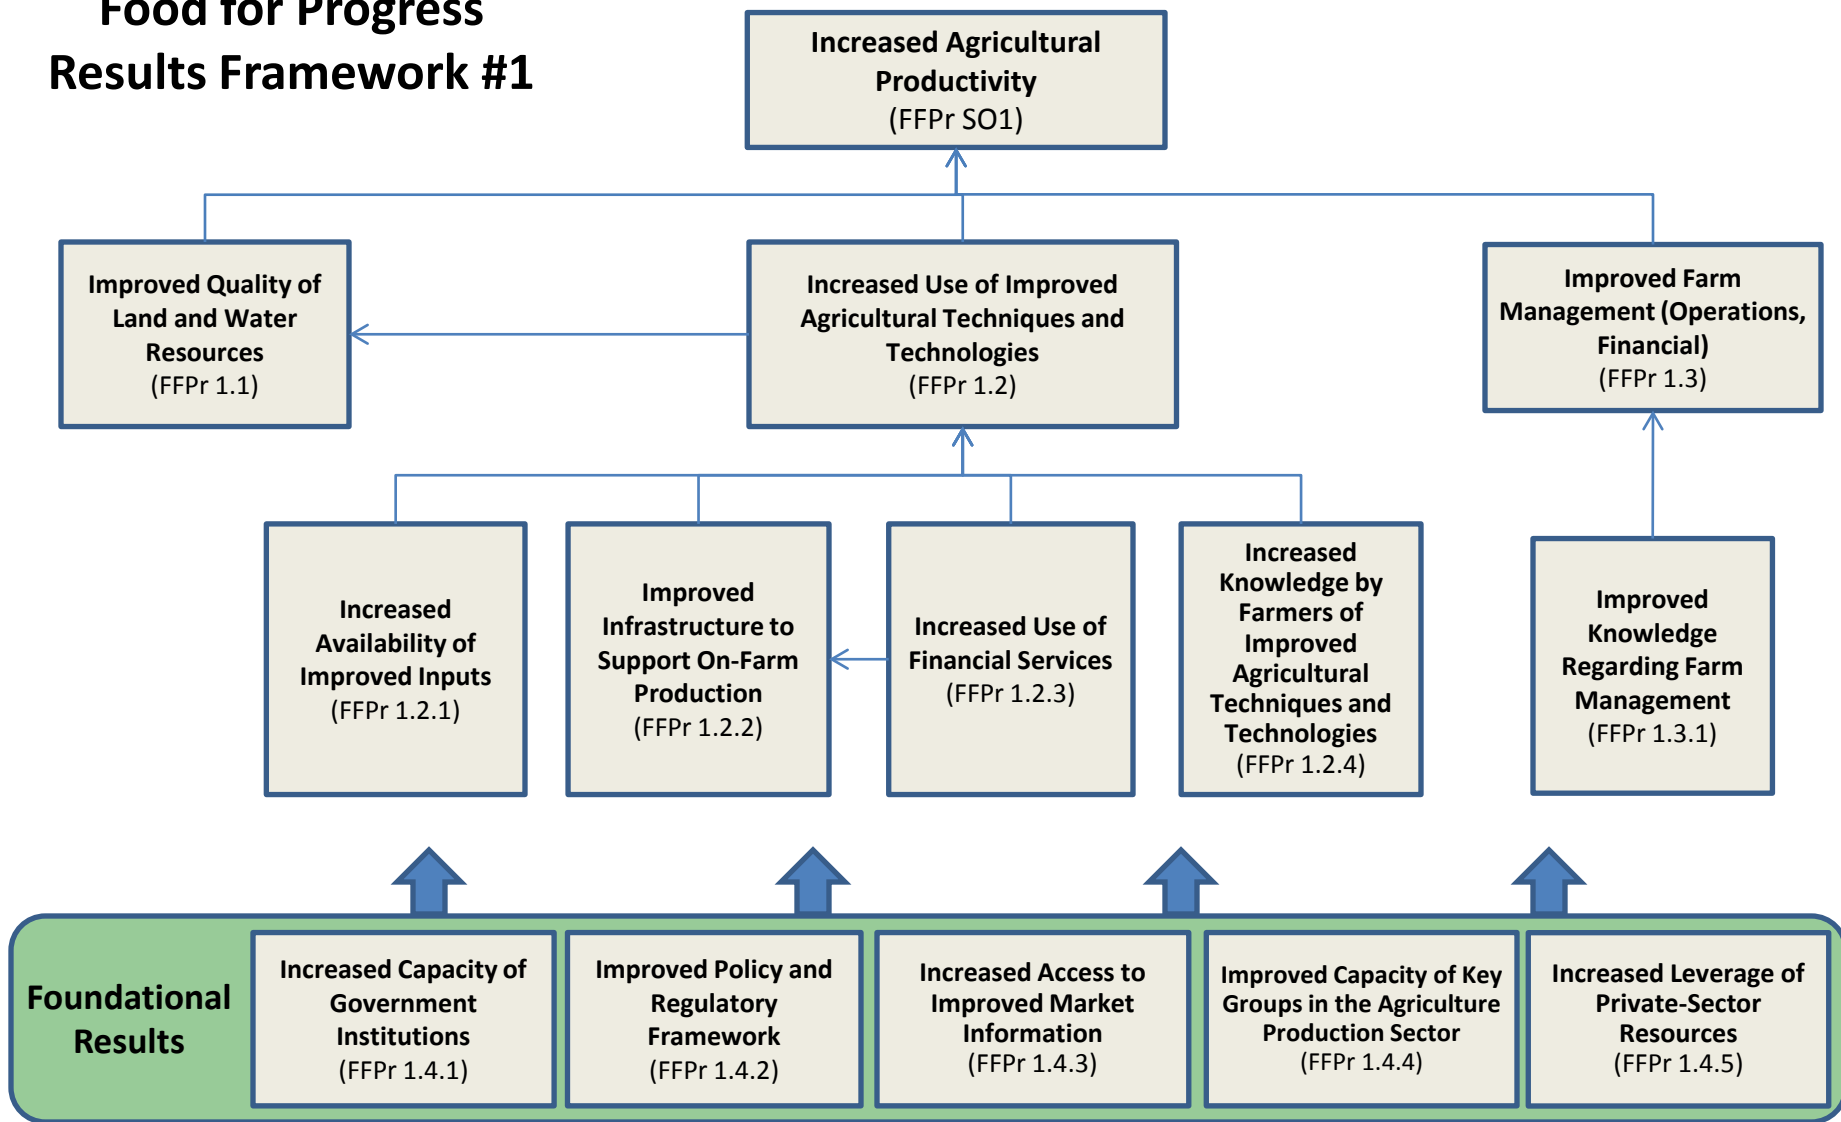 Food for Progress
Results Framework #1
Increased Agricultural
Productivity
(FFPr SO1)
Improved Quality of
Land and Water
Resources
(FFPr 1.1)
Increased Use of Improved
Agricultural Techniques and
Technologies
(FFPr 1.2)
Improved Farm
Management (Operations,
Financial)
(FFPr 1.3)
Increased
Availability of
Improved Inputs
(FFPr 1.2.1)
Improved
Infrastructure to
Support On-Farm
Production
(FFPr 1.2.2)
Increased Use of
Financial Services
(FFPr 1.2.3)
Increased
Knowledge by
Farmers of
Improved
Agricultural
Techniques and
Technologies
(FFPr 1.2.4)
Improved
Knowledge
Regarding Farm
Management
(FFPr 1.3.1)
Foundational
Results
Increased Capacity of
Government
Institutions
(FFPr 1.4.1)
Improved Policy and
Regulatory
Framework
(FFPr 1.4.2)
Increased Access to
Improved Market
Information
(FFPr 1.4.3)
Improved Capacity of Key
Groups in the Agriculture
Production Sector
(FFPr 1.4.4)
Increased Leverage of
Private-Sector
Resources
(FFPr 1.4.5)